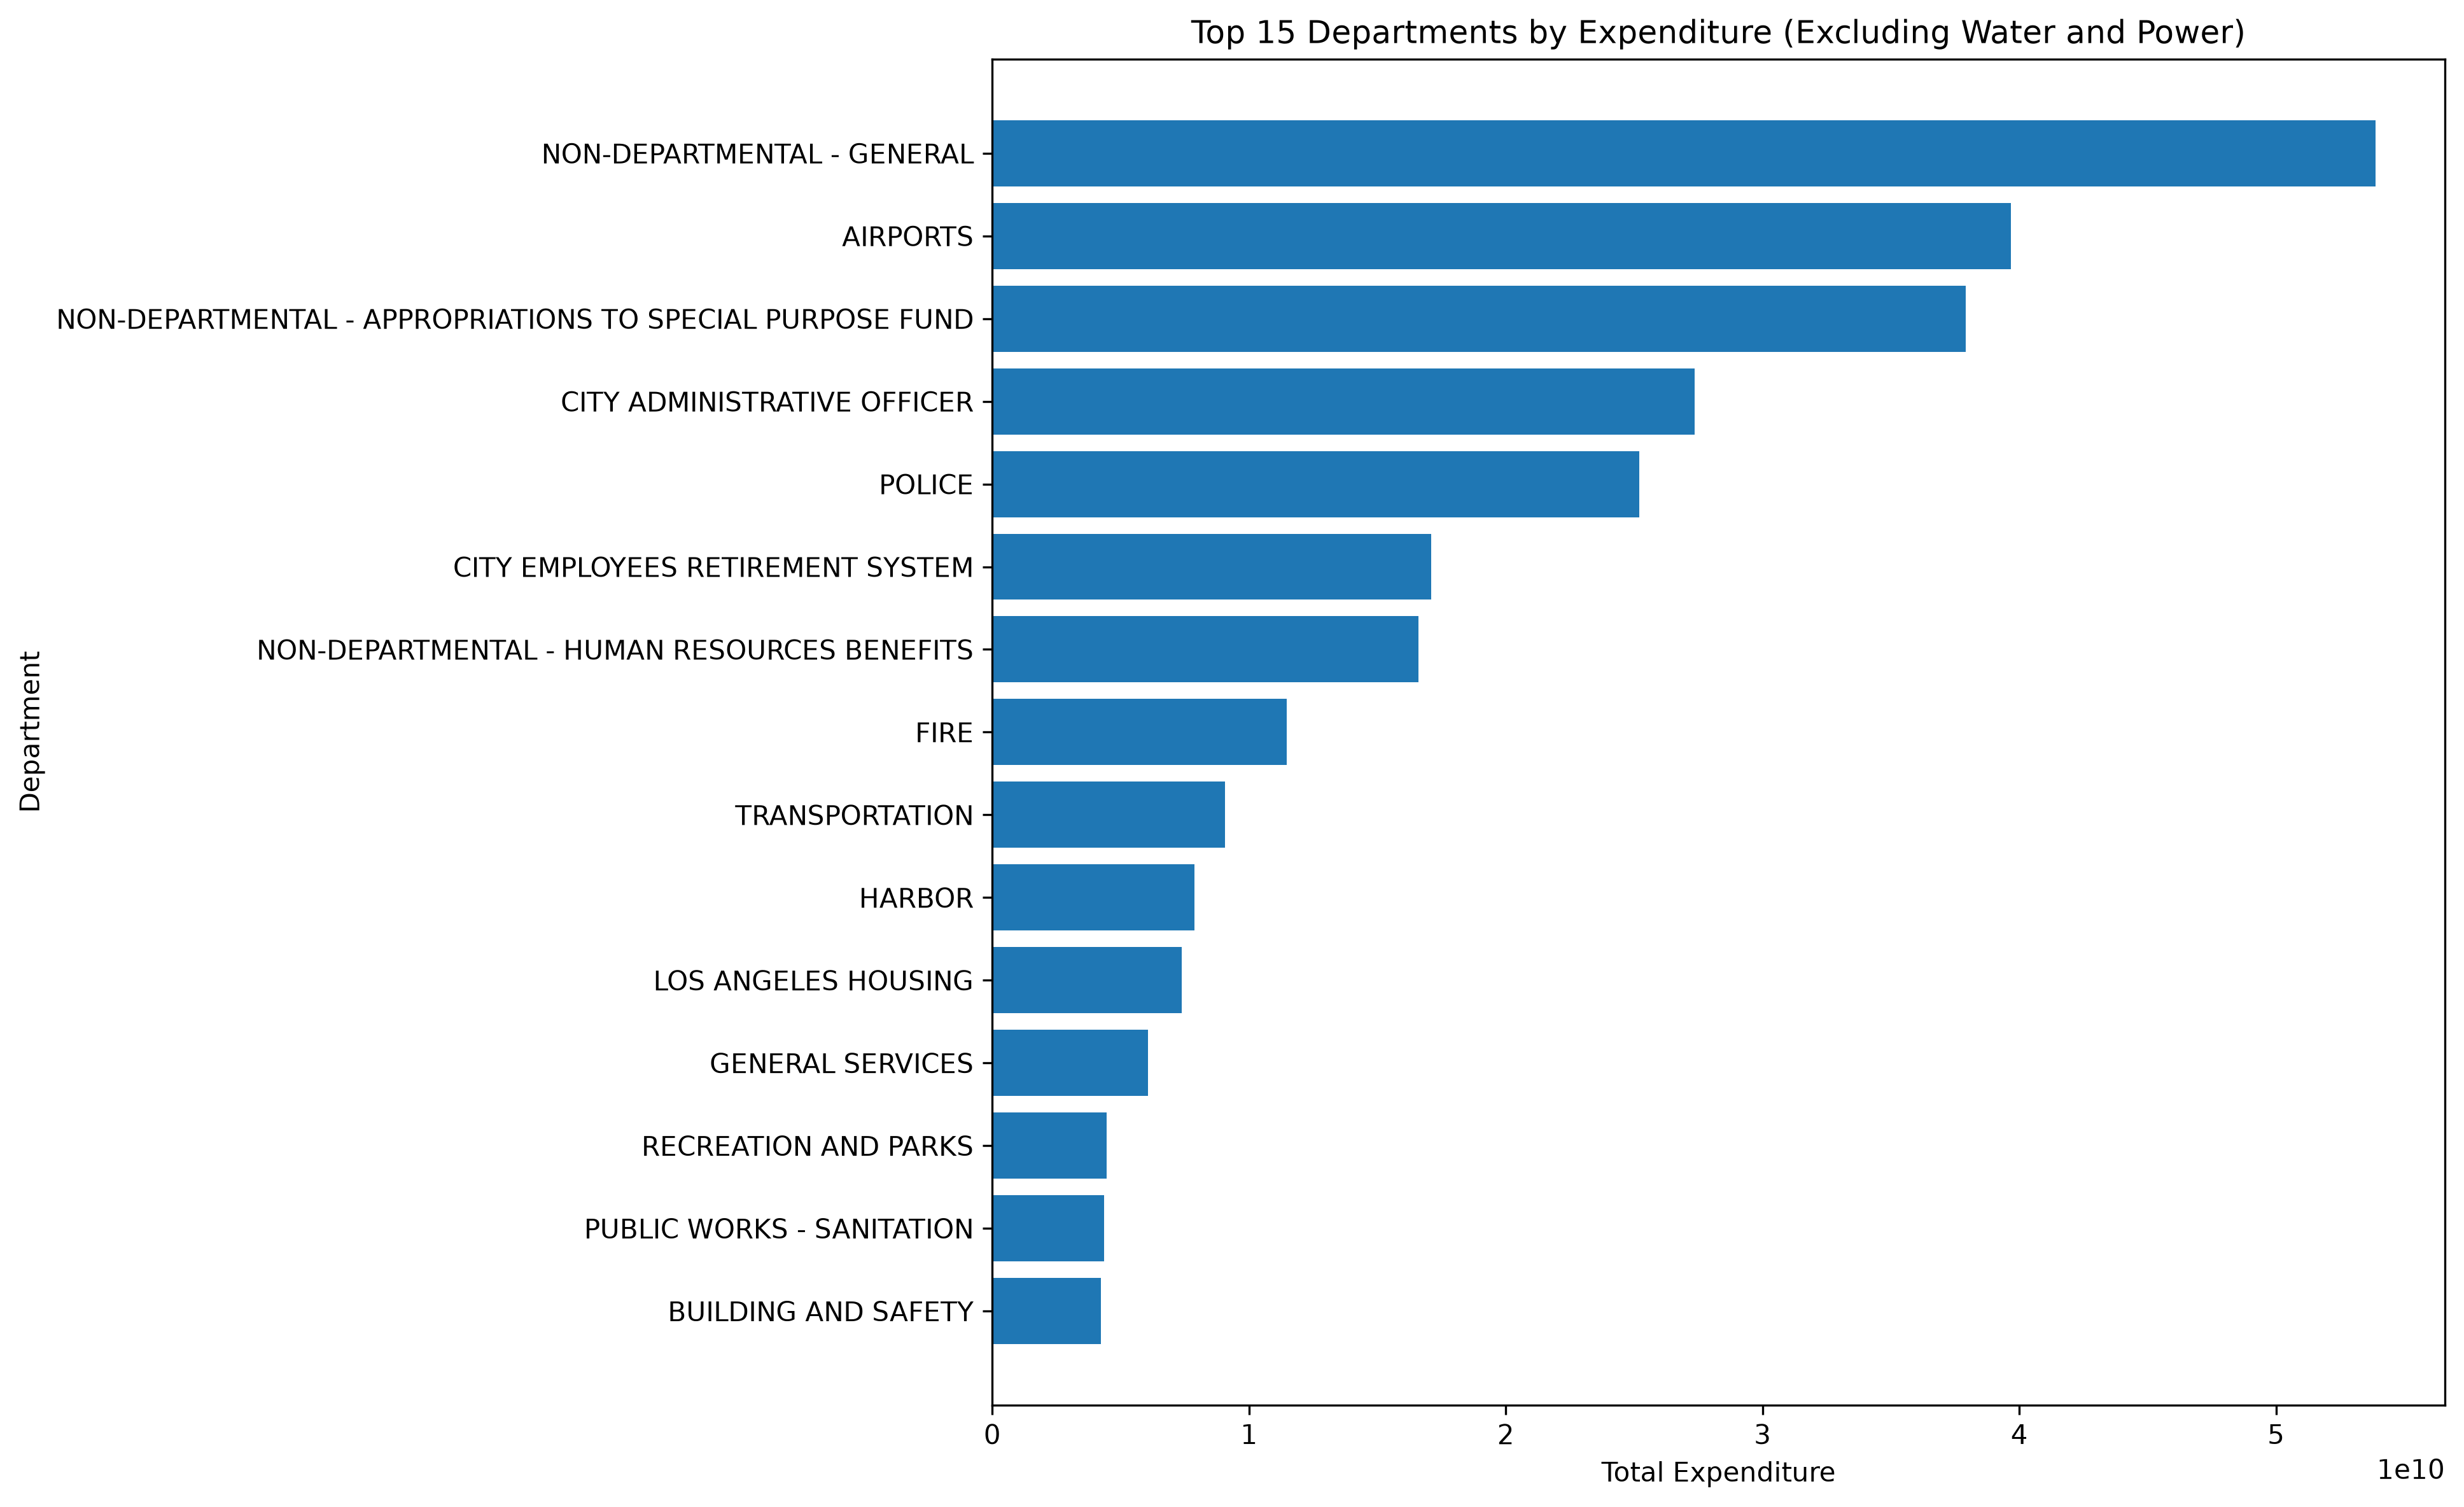 Top 15 Departments by Expenditure (Excluding Water and Power)
NON-DEPARTMENTAL - GENERAL
AIRPORTS
NON-DEPARTMENTAL - APPROPRIATIONS TO SPECIAL PURPOSE FUND
CITY ADMINISTRATIVE OFFICER
POLICE
CITY EMPLOYEES RETIREMENT SYSTEM
NON-DEPARTMENTAL - HUMAN RESOURCES BENEFITS
FIRE
TRANSPORTATION
HARBOR
LOS ANGELES HOUSING
GENERAL SERVICES
RECREATION AND PARKS
PUBLIC WORKS - SANITATION
BUILDING AND SAFETY
Department
0 1 2 3 4 5
Total Expenditure
1e10